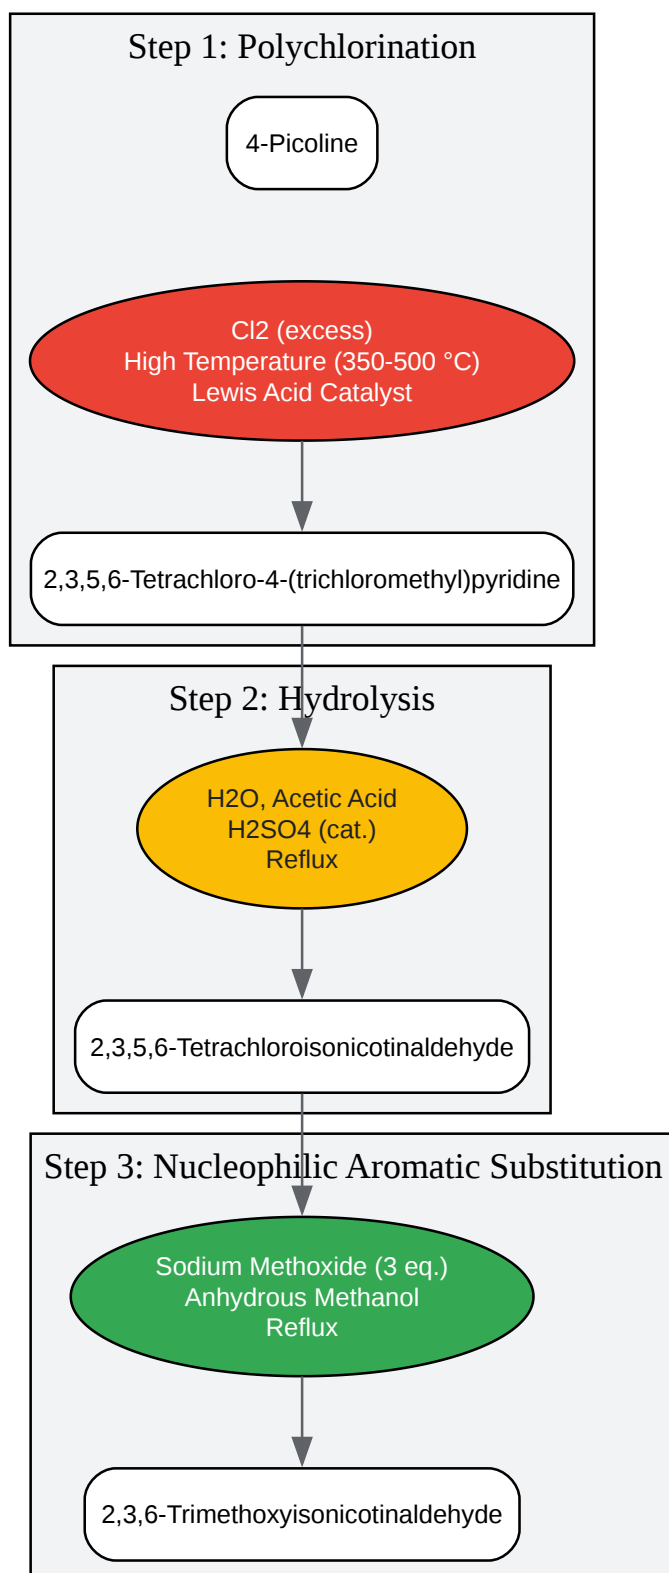 Step 1: Polychlorination
4-Picoline
Cl2 (excess)
High Temperature (350-500 °C)
Lewis Acid Catalyst
2,3,5,6-Tetrachloro-4-(trichloromethyl)pyridine
Step 2: Hydrolysis
H2O, Acetic Acid
H2SO4 (cat.)
Reflux
2,3,5,6-Tetrachloroisonicotinaldehyde
Step 3: Nucleophilic Aromatic Substitution
Sodium Methoxide (3 eq.)
Anhydrous Methanol
Reflux
2,3,6-Trimethoxyisonicotinaldehyde